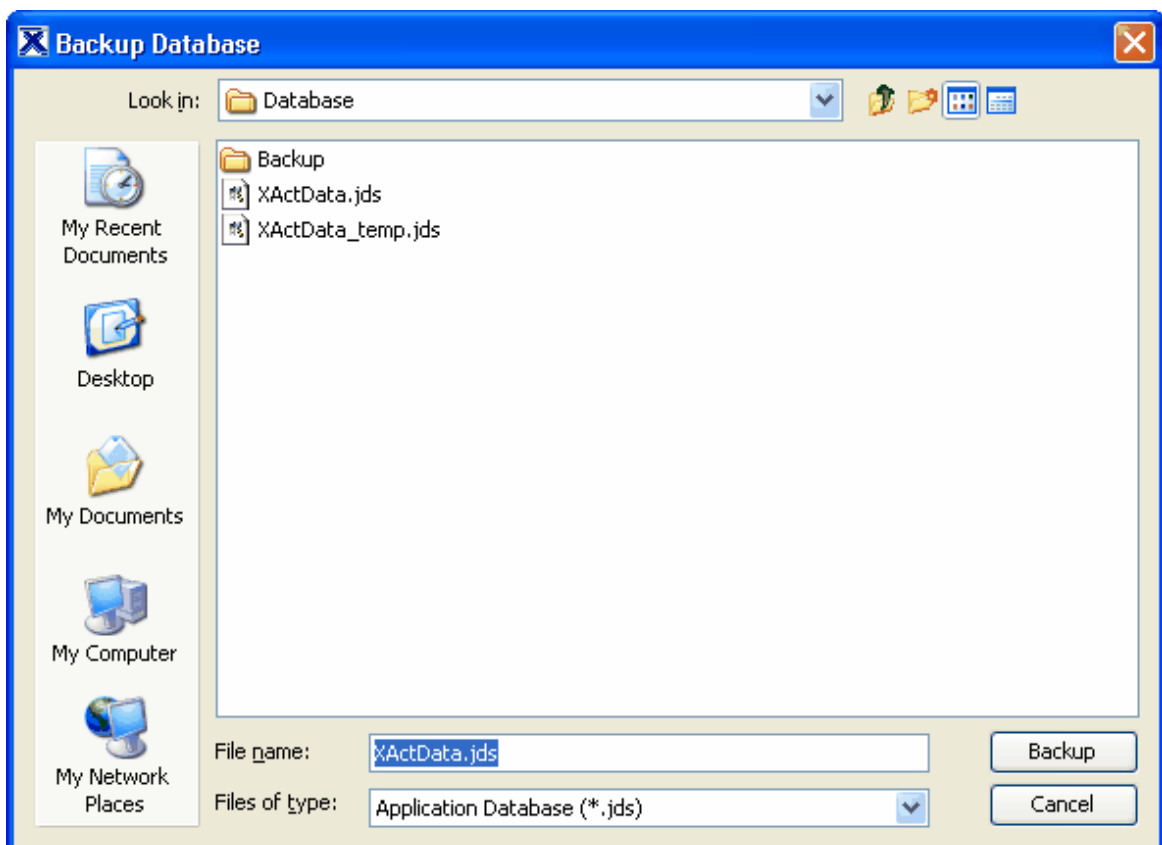 Backup Database
Look in:
Database
Backup
XActData.jds
XActData_temp.jds
My Recent
Documents
Desktop
My Documents
My Computer
My Network
Places
File name:
XActData.jds
Backup
Files of type:
Application Database (*.jds)
Cancel